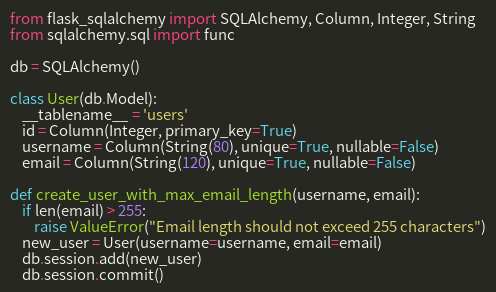 from flask_sqlalchemy import SQLAlchemy, Column, Integer, String
from sqlalchemy.sql import func

db = SQLAlchemy()

class User(db.Model):
    __tablename__ = 'users'
    id = Column(Integer, primary_key=True)
    username = Column(String(80), unique=True, nullable=False)
    email = Column(String(120), unique=True, nullable=False)

def create_user_with_max_email_length(username, email):
    if len(email) > 255:
        raise ValueError("Email length should not exceed 255 characters")
    new_user = User(username=username, email=email)
    db.session.add(new_user)
    db.session.commit()